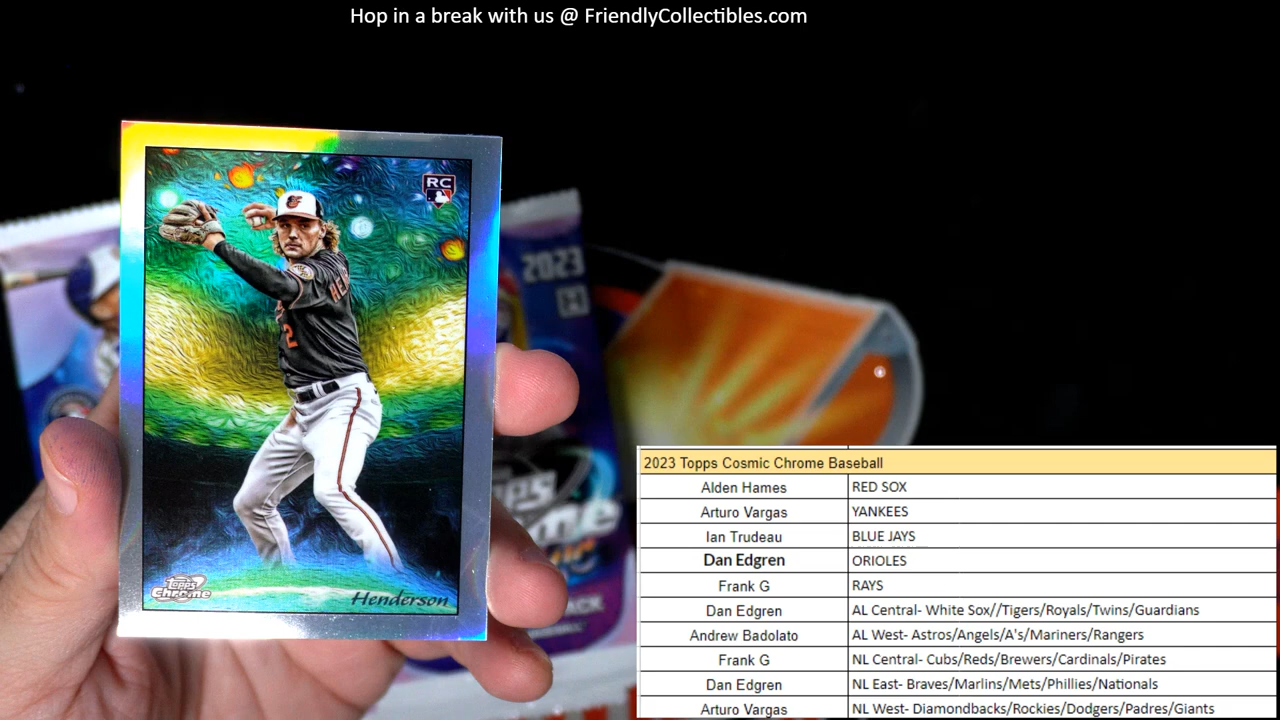 Hop in a break with us @ FriendlyCollectibles.com
RC
2
Topps
Chrome
Henderson
2023
H
2023 Topps Cosmic Chrome Baseball
Alden Hames RED SOX
Arturo Vargas YANKEES
Ian Trudeau BLUE JAYS
Dan Edgren ORIOLES
Frank G RAYS
Dan Edgren AL Central- White Sox//Tigers/Royals/Twins/Guardians
Andrew Badolato AL West- Astros/Angels/A's/Mariners/Rangers
Frank G NL Central- Cubs/Reds/Brewers/Cardinals/Pirates
Dan Edgren NL East- Braves/Marlins/Mets/Phillies/Nationals
Arturo Vargas NL West- Diamondbacks/Rockies/Dodgers/Padres/Giants